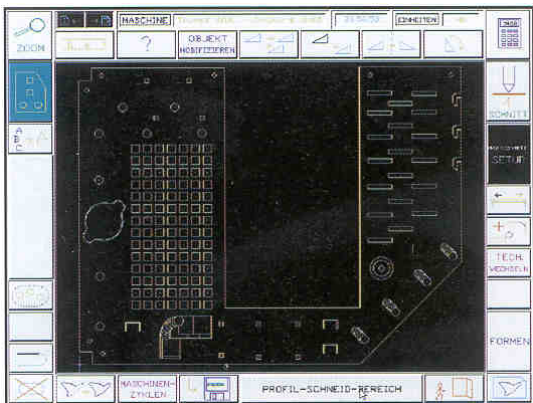 MASCHINE
EINHEITEN
ZOOM
?
OBJEKT
MODIFIZIEREN
SCHNITT
A
B
C
SETUP
TECH.
WECHSELN
FORMEN
MASCHINEN-
ZYKLEN
PROFIL-SCHNEID-BEREICH